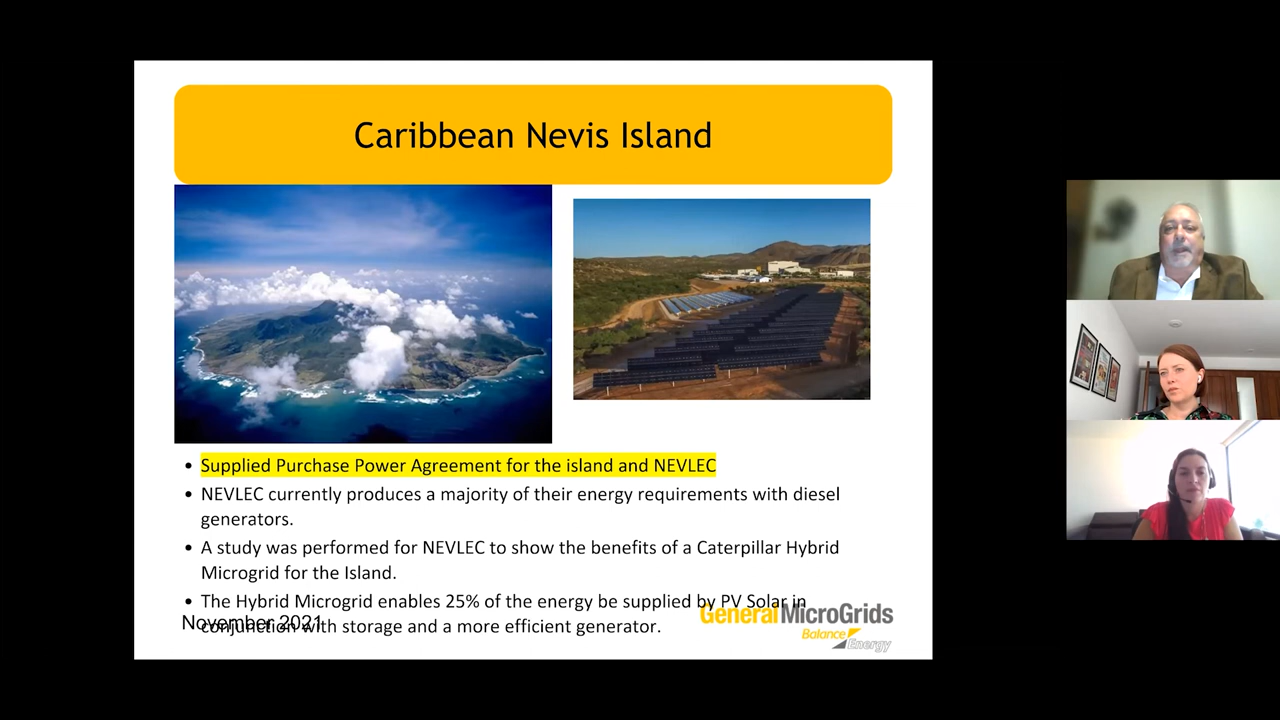 Caribbean Nevis Island
• Supplied Purchase Power Agreement for the island and NEVLEC
• NEVLEC currently produces a majority of their energy requirements with diesel
generators.
• A study was performed for NEVLEC to show the benefits of a Caterpillar Hybrid
Microgrid for the Island.
• The Hybrid Microgrid enables 25% of the energy be supplied by PV Solar in
conjunction with storage and a more efficient generator.
November 2021
General MicroGrids
Balance
Energy